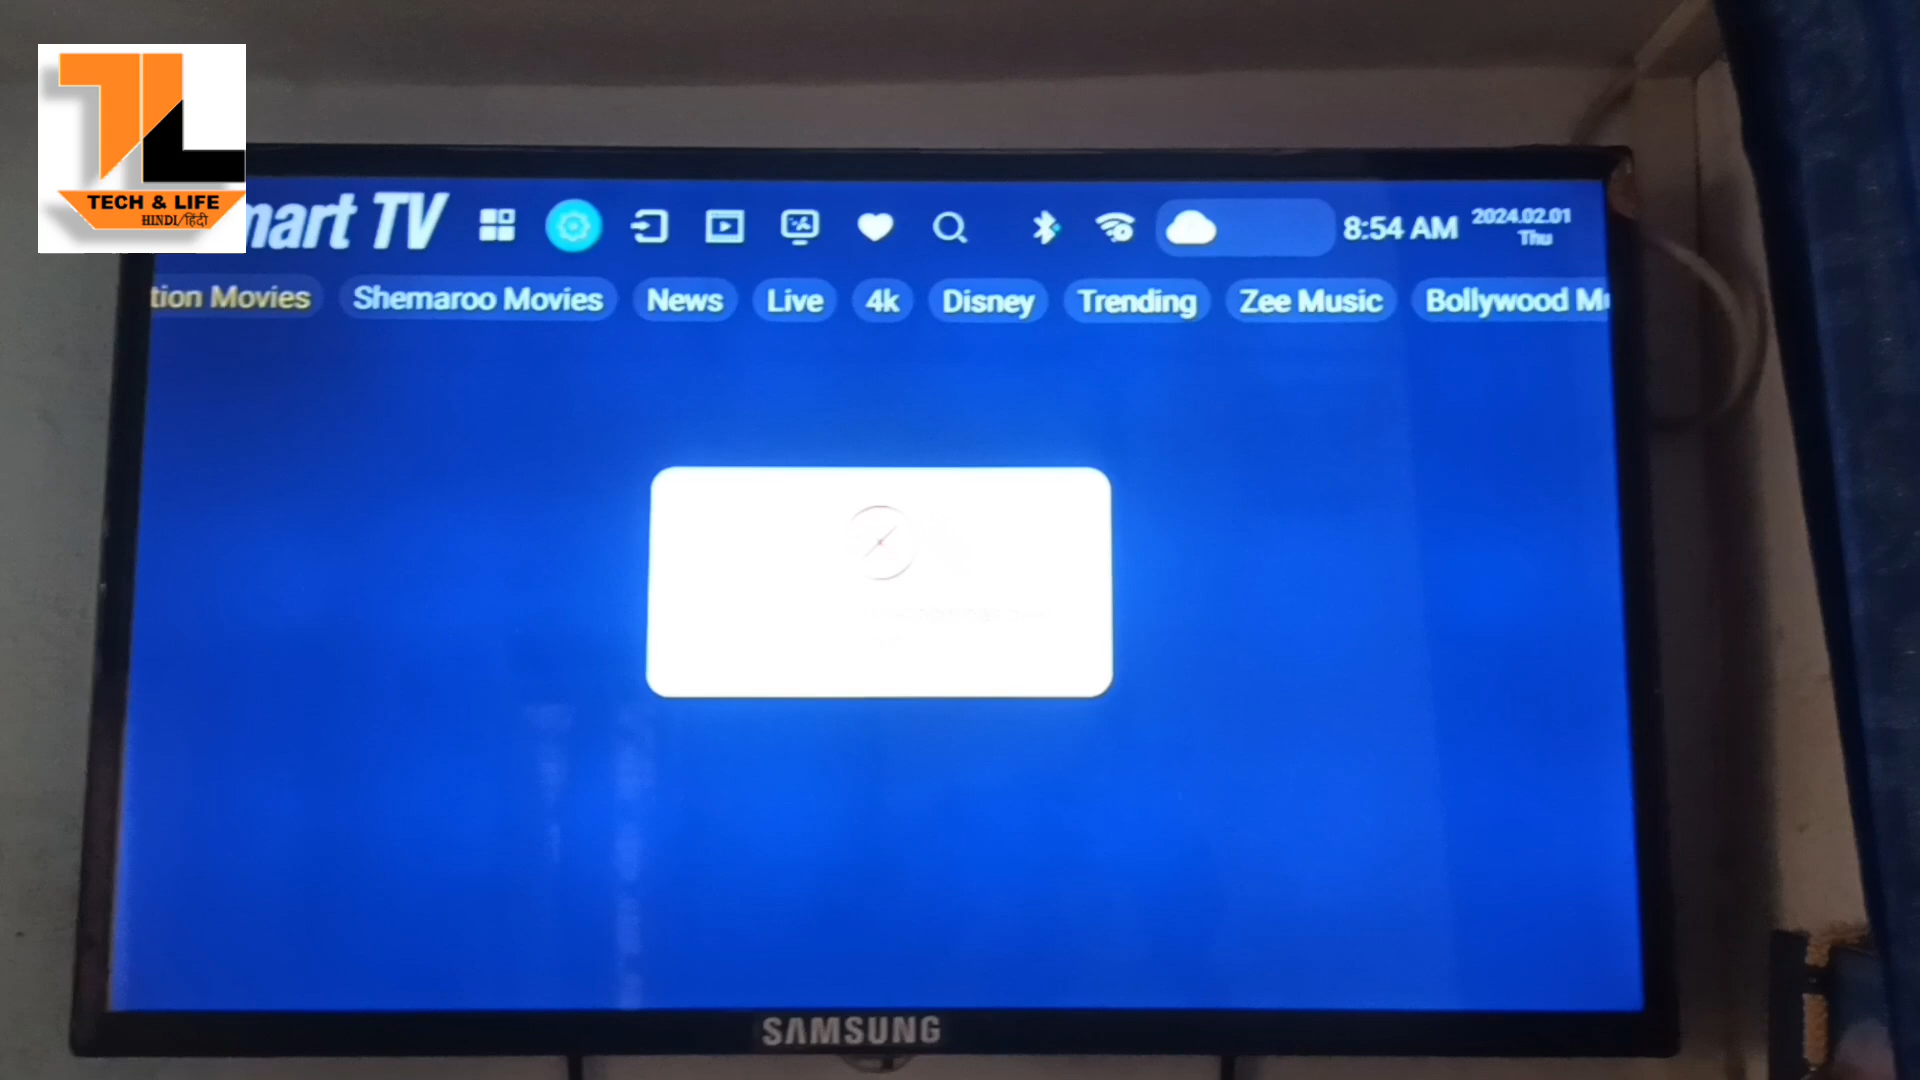 TECH & LIFE
HINDI/हिंदी
mart TV
8:54 AM
2024.02.01
Thu
tion Movies
Shemaroo Movies
News
Live
4k
Disney
Trending
Zee Music
Bollywood M
SAMSUNG